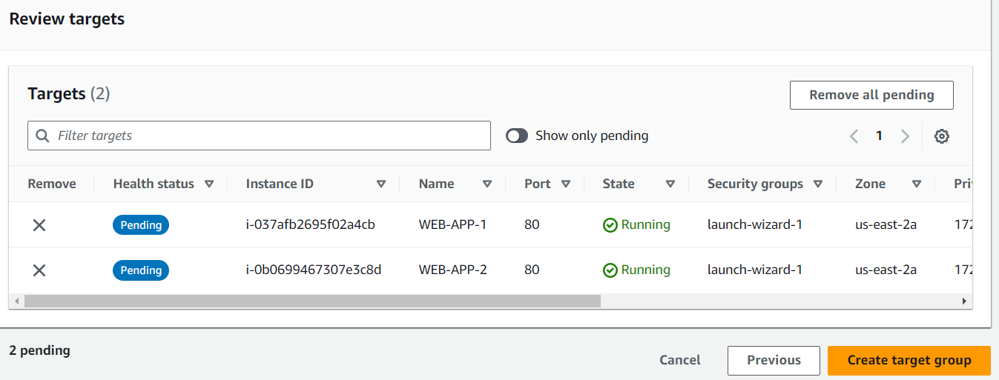 Review targets
Targets (2)
Remove all pending
Filter targets
Show only pending
1
Remove Health status Instance ID Name Port State Security groups Zone Pri
Pending i-037afb2695f02a4cb WEB-APP-1 80 Running launch-wizard-1 us-east-2a 172
Pending i-0b0699467307e3c8d WEB-APP-2 80 Running launch-wizard-1 us-east-2a 172
2 pending
Cancel Previous Create target group